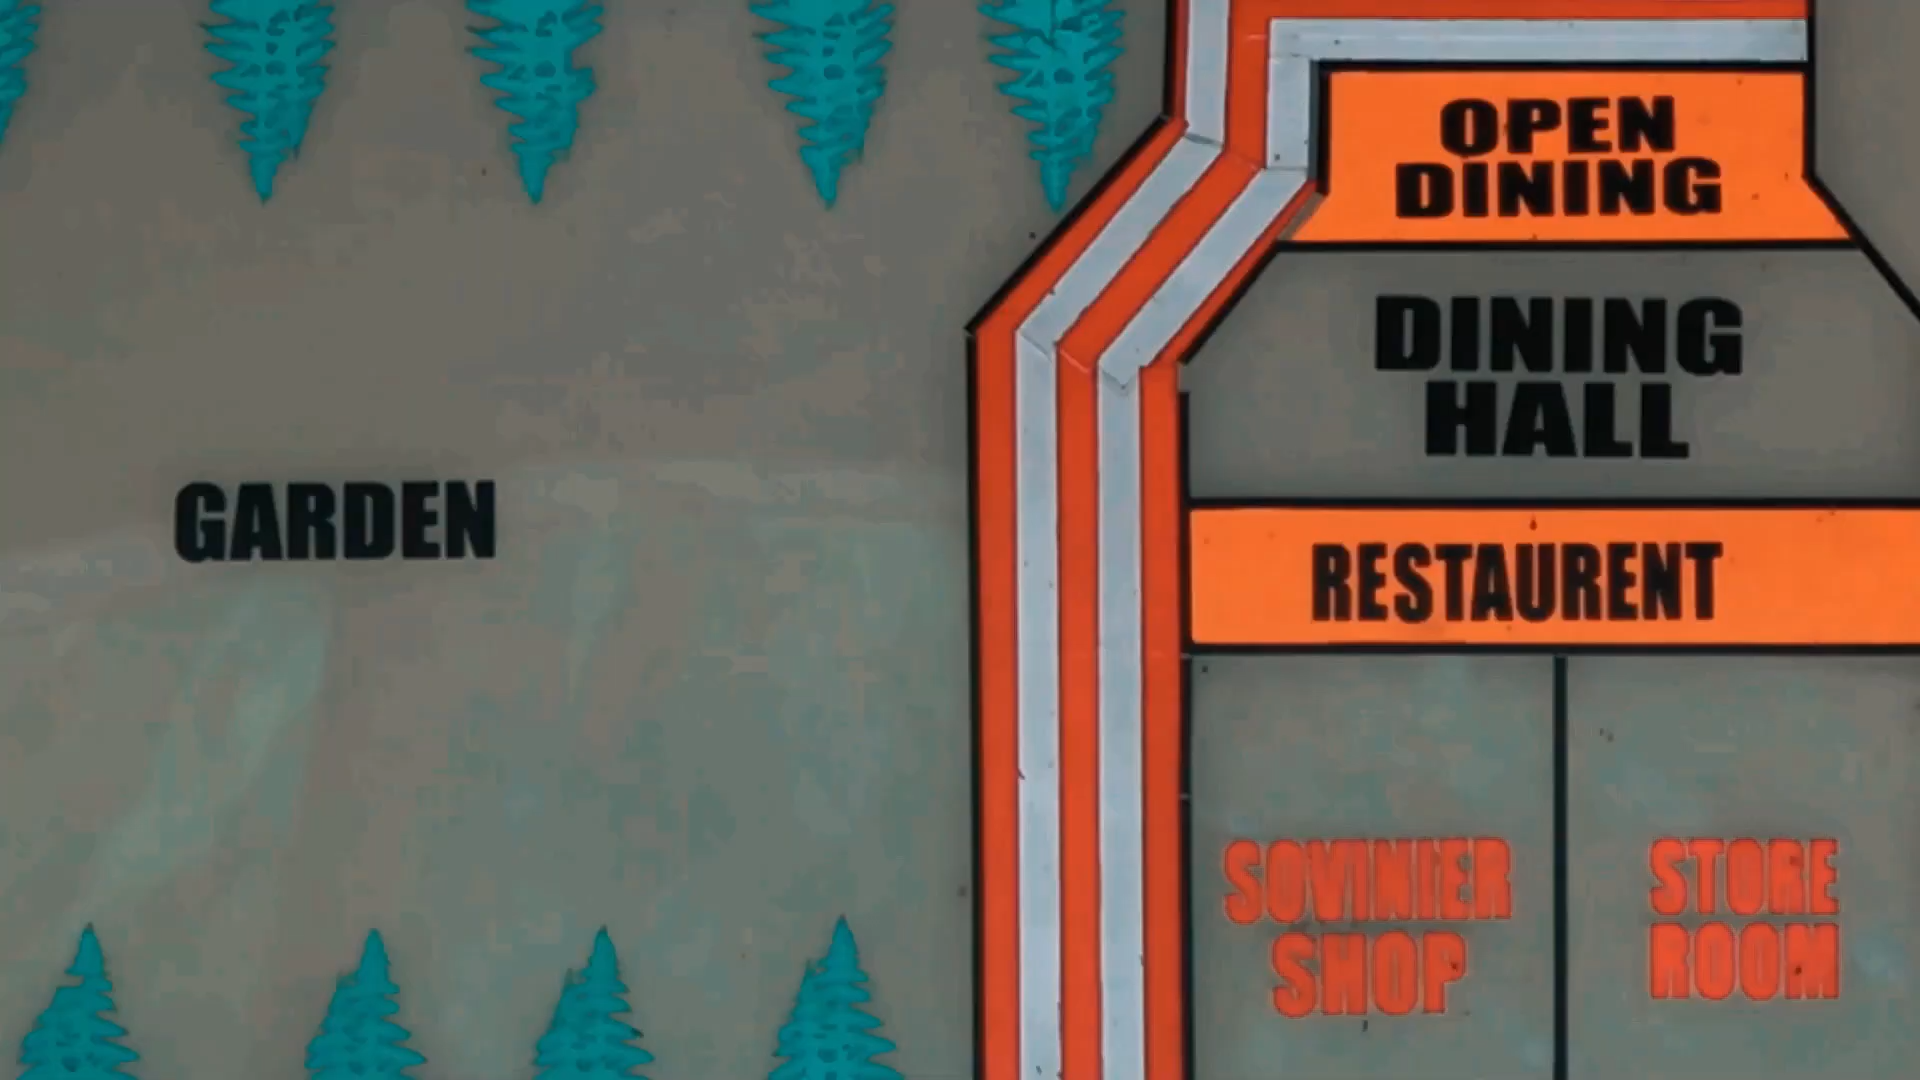 OPEN
DINING
DINING
HALL
GARDEN
RESTAURENT
SOVINIER
SHOP
STORE
ROOM